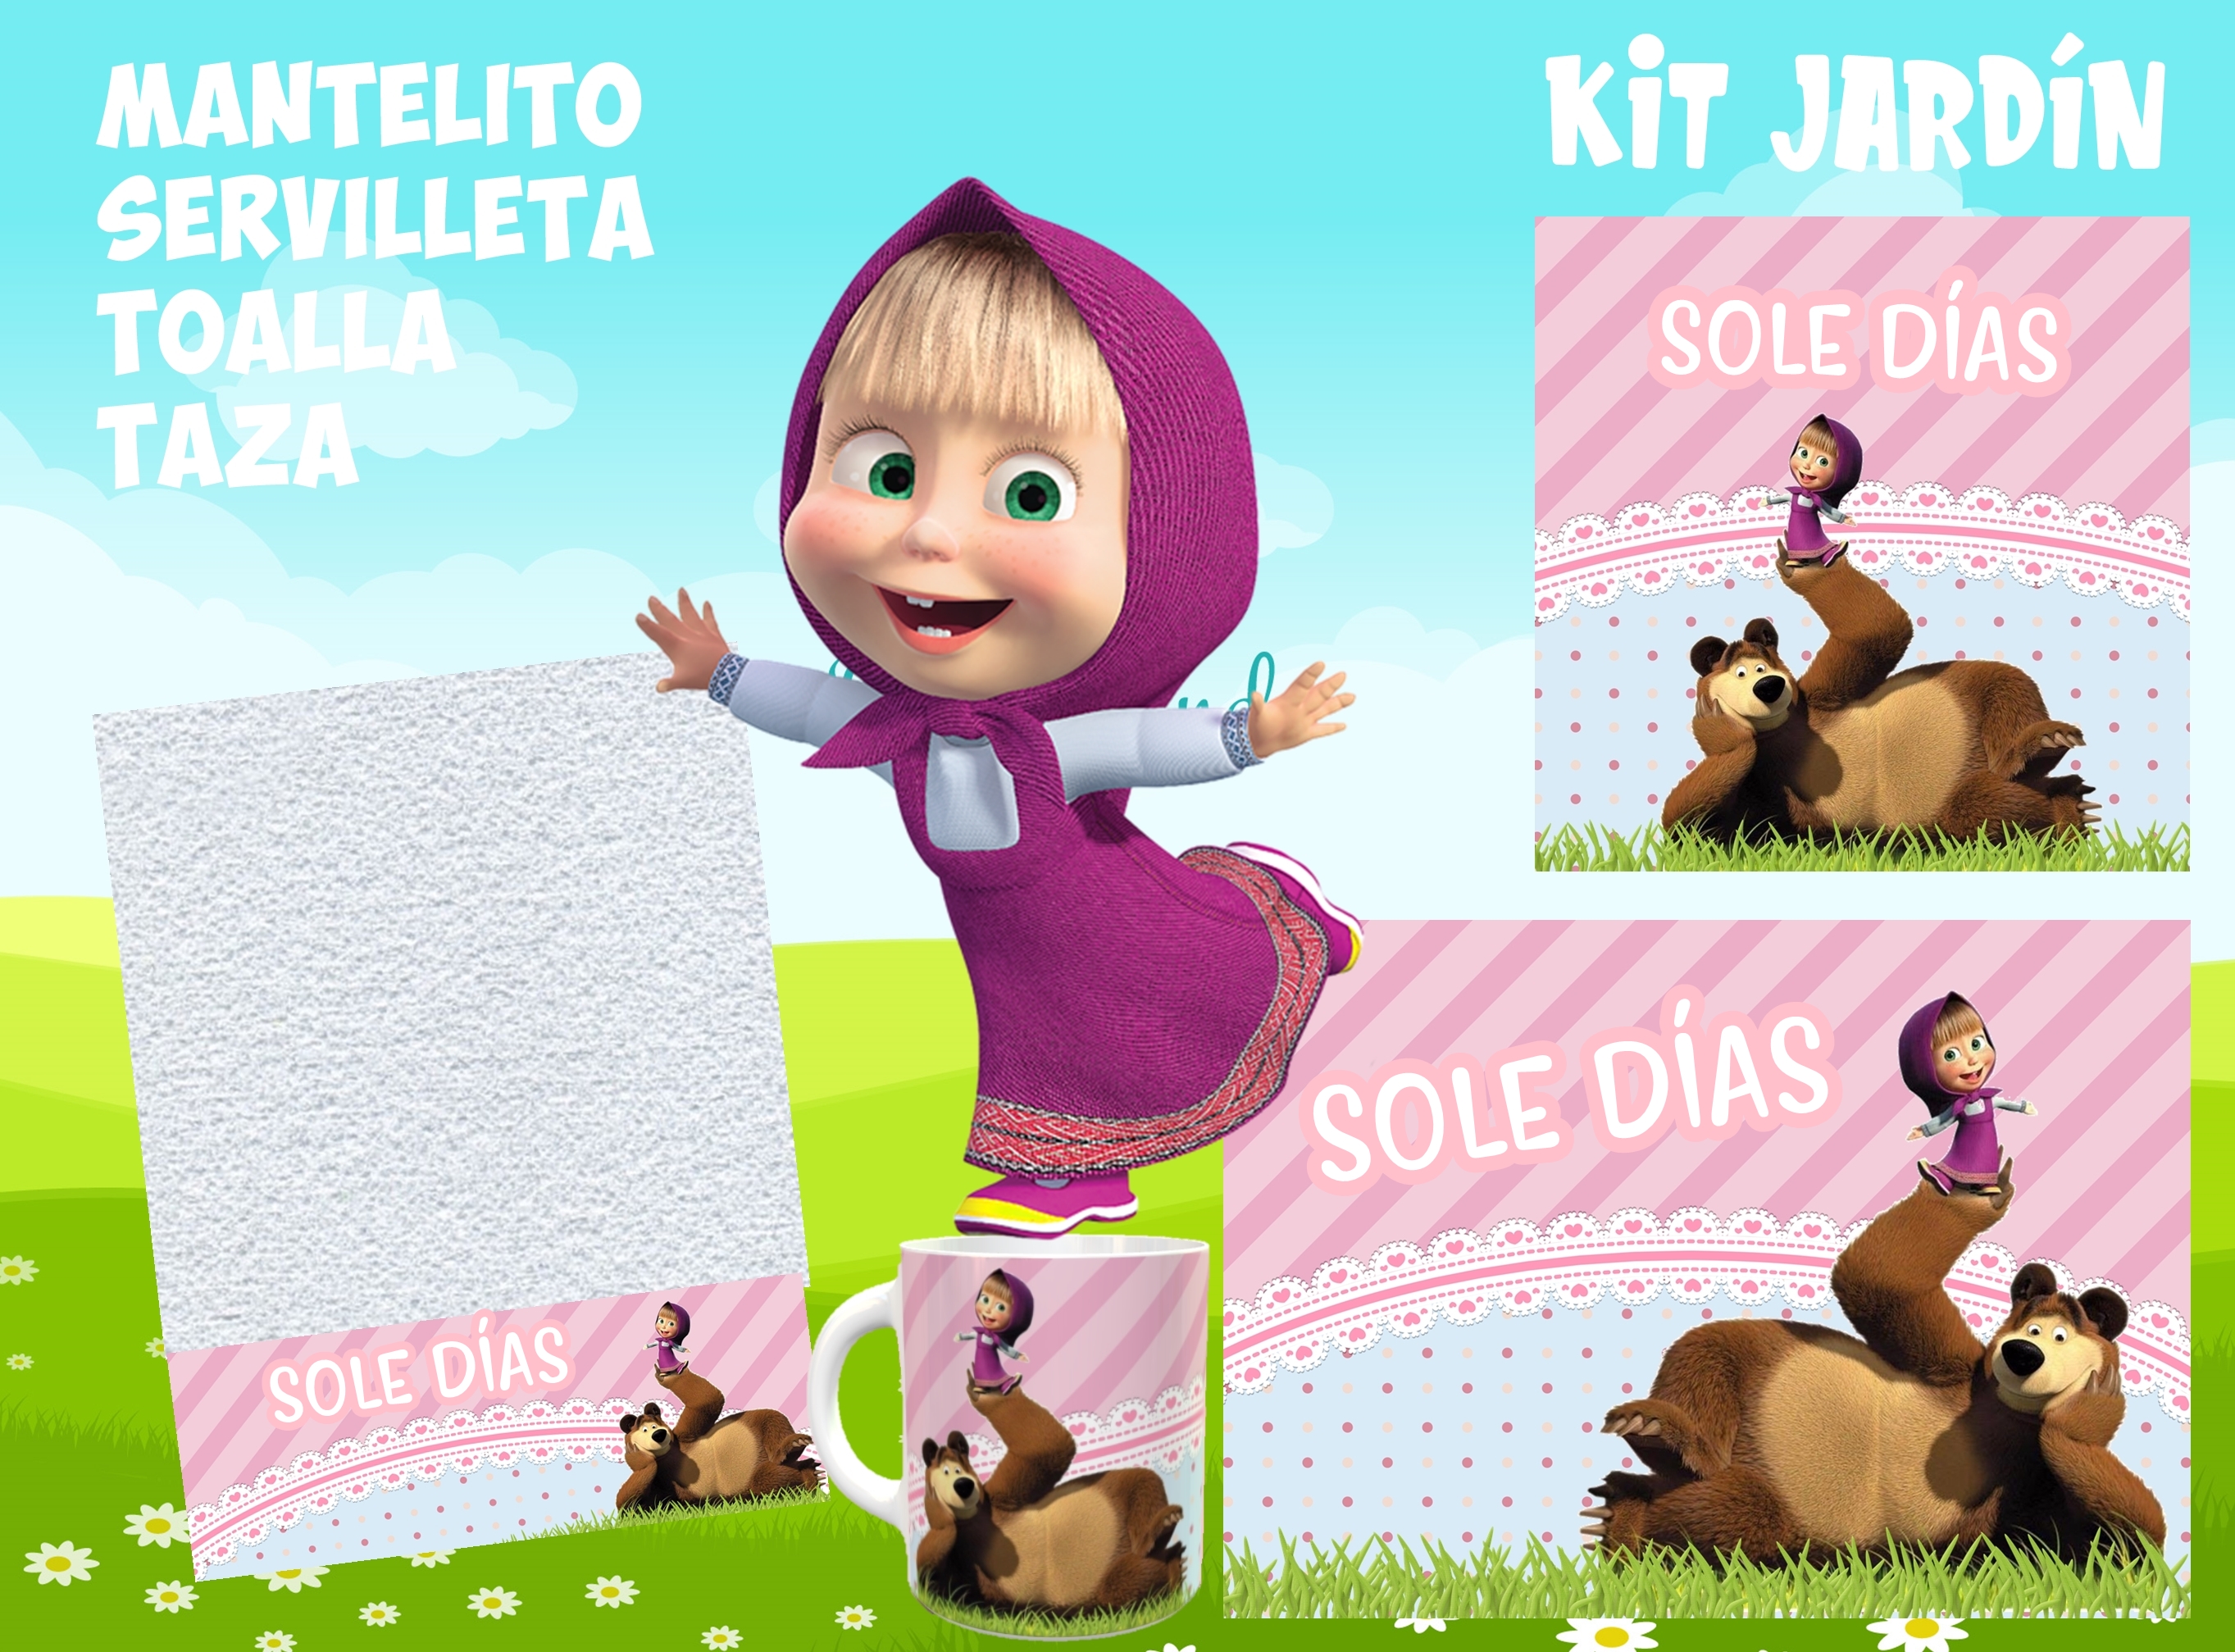 MANTELITO
SERVILLETA
TOALLA
TAZA
KIT JARDÍN
SOLE DÍAS
SOLE DÍAS
SOLE DÍAS